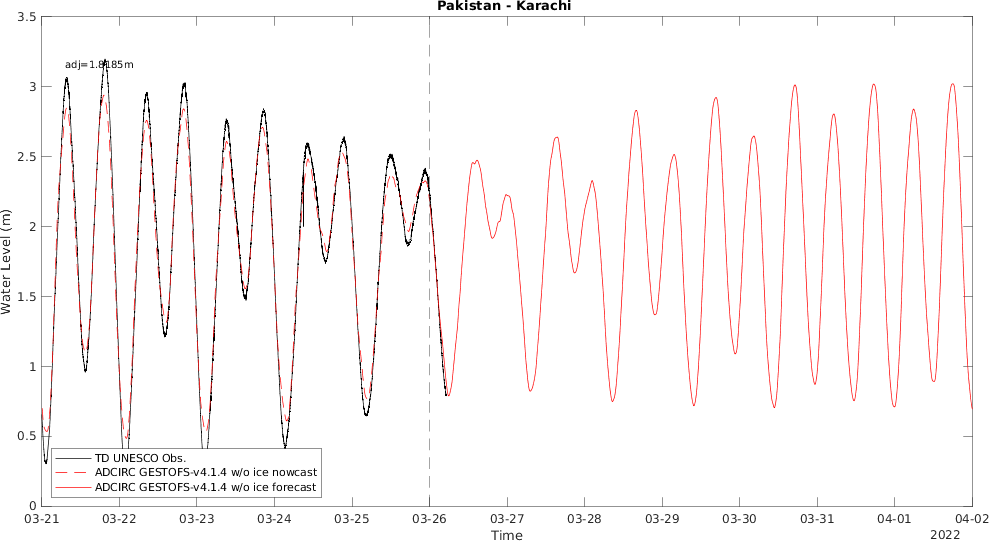 Pakistan - Karachi
3.5
adj=1.8185m
3
2.5
2
1.5
1
0.5
0
Water Level (m)
TD UNESCO Obs.
ADCIRC GESTOFS-v4.1.4 w/o ice nowcast
ADCIRC GESTOFS-v4.1.4 w/o ice forecast
03-21 03-22 03-23 03-24 03-25 03-26 03-27 03-28 03-29 03-30 03-31 04-01 04-02
Time
2022